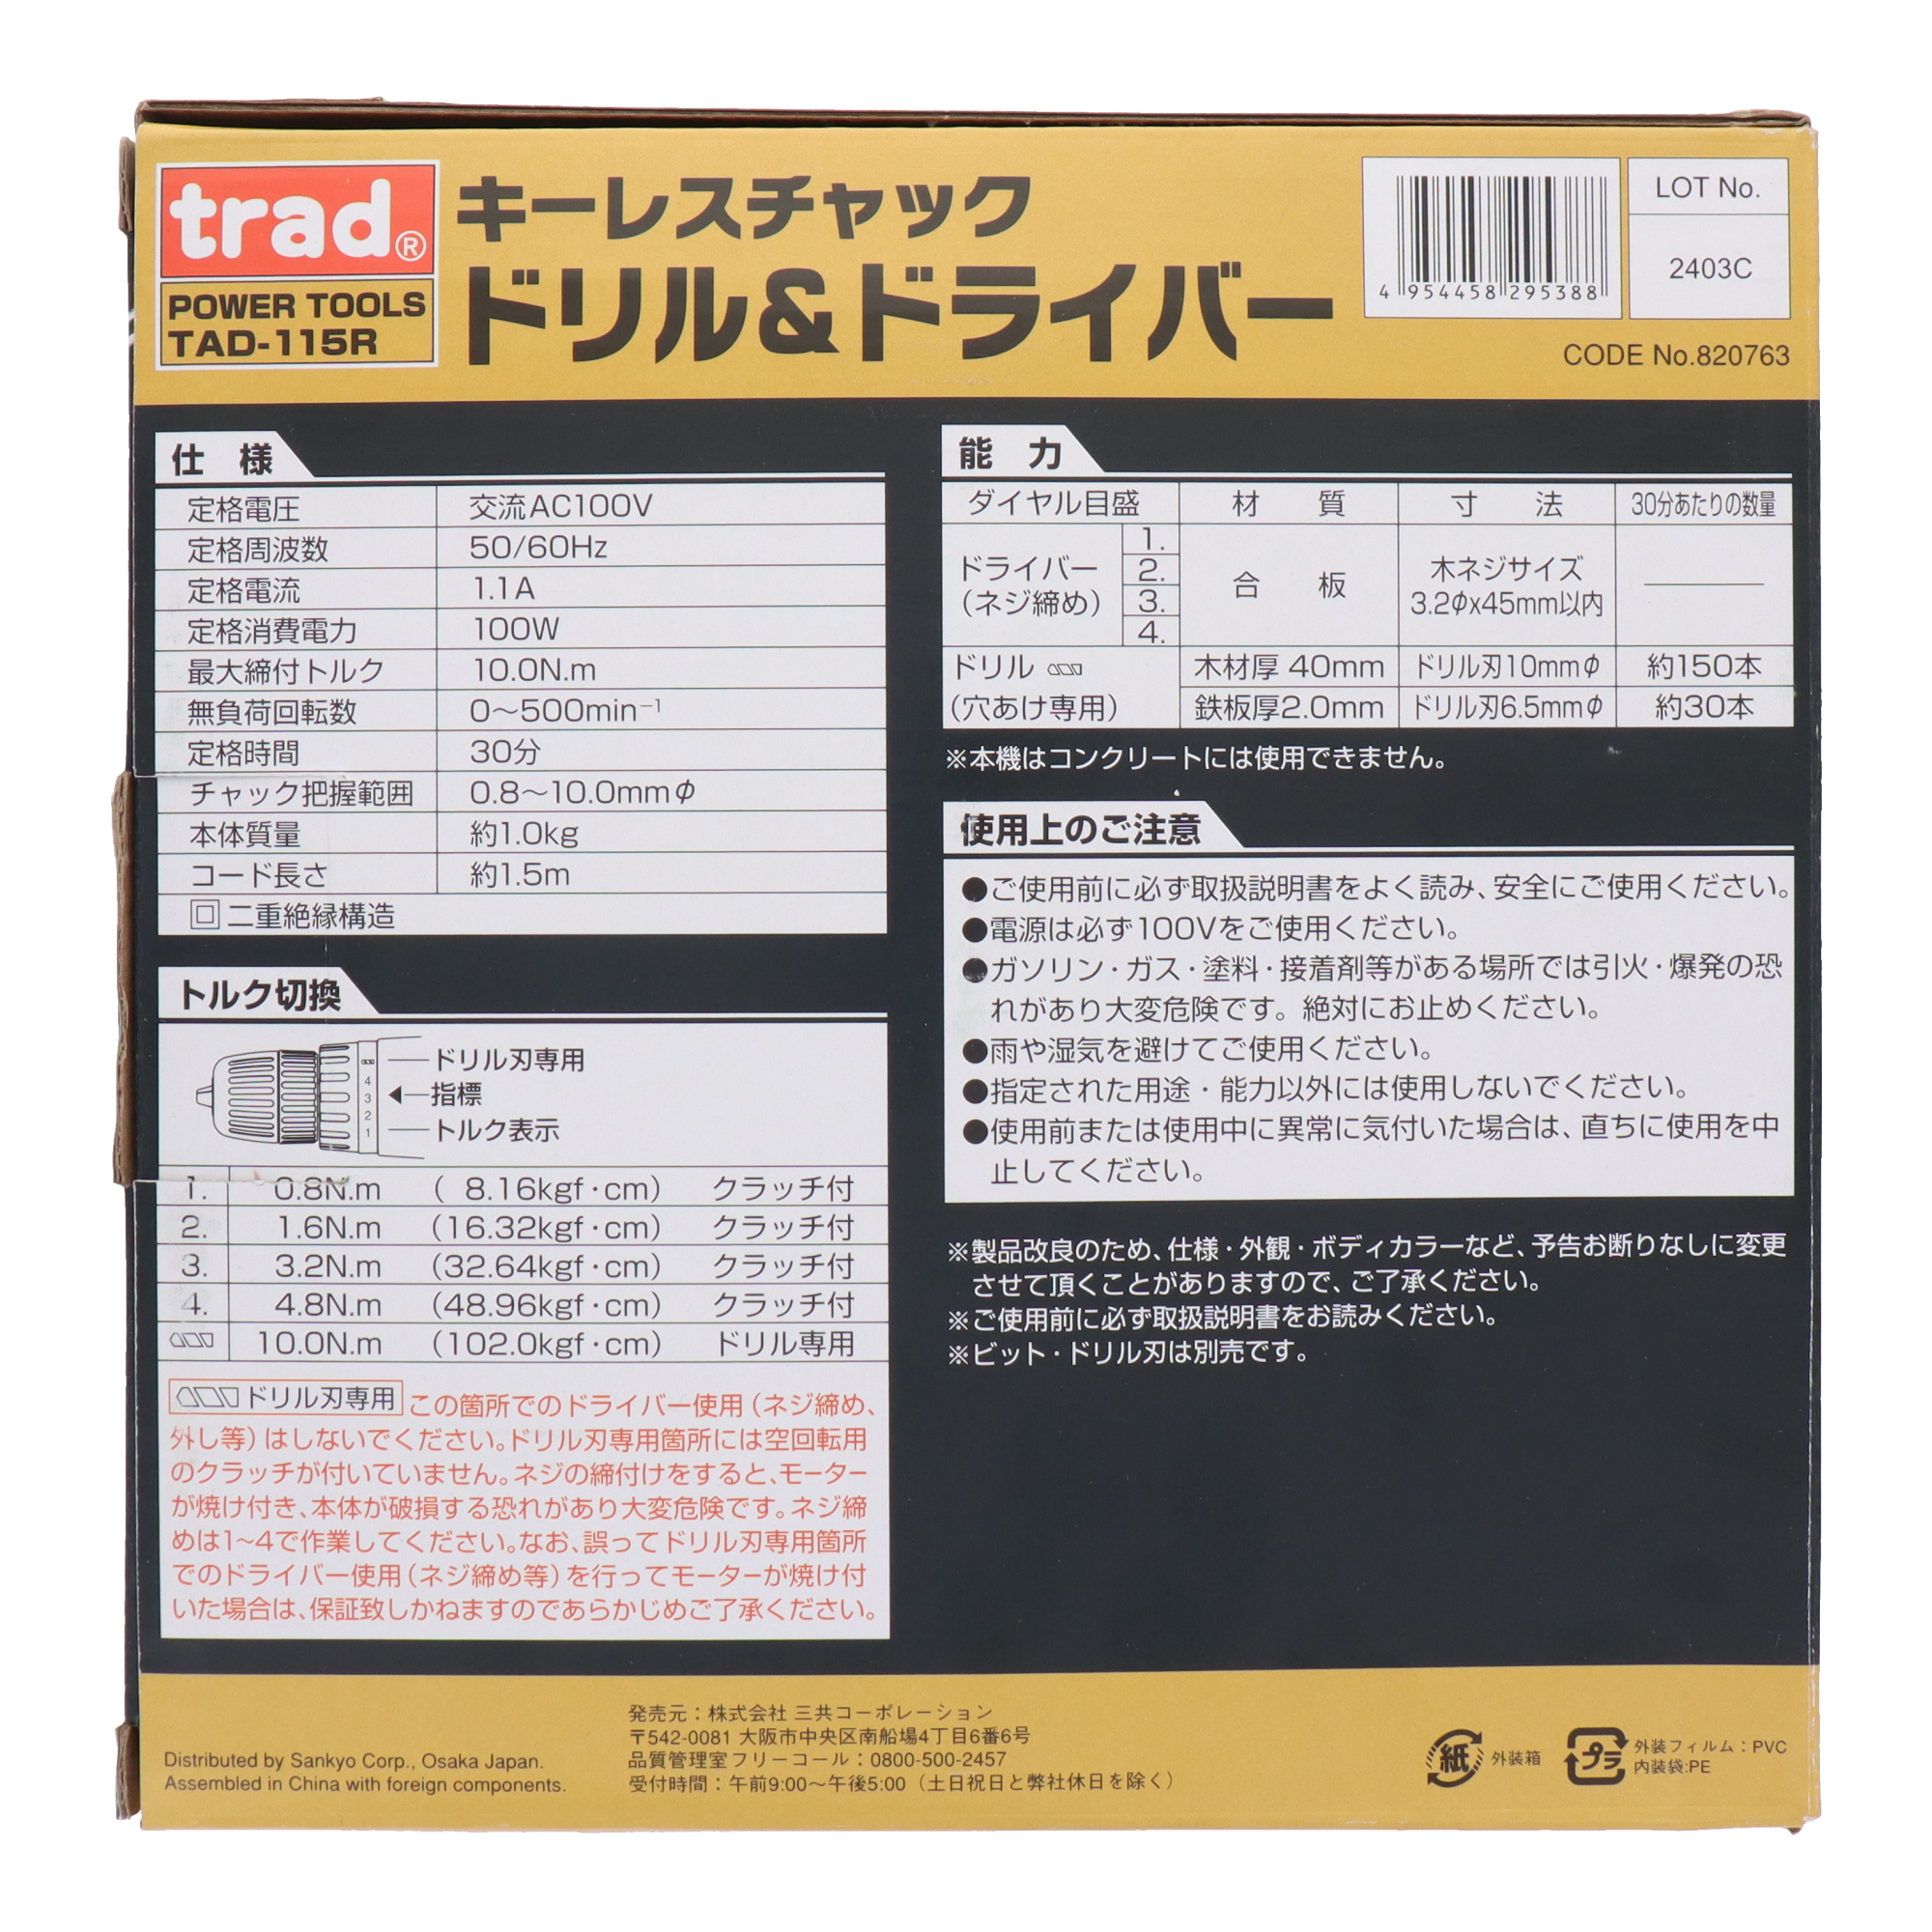 trad®
POWER TOOLS
TAD-115R
キーレスチャック
ドリル&ドライバー
4 954458 295388
LOT No.
2403C
CODE No.820763
仕 様
定格電圧 交流AC100V
定格周波数 50/60Hz
定格電流 1.1A
定格消費電力 100W
最大締付トルク 10.0N.m
無負荷回転数 0～500min⁻¹
定格時間 30分
チャック把握範囲 0.8～10.0mmφ
本体質量 約1.0kg
コード長さ 約1.5m
回 二重絶縁構造
トルク切換
ドリル刃専用
4
3
2
1
指標
トルク表示
1. 0.8N.m ( 8.16kgf・cm) クラッチ付
2. 1.6N.m (16.32kgf・cm) クラッチ付
3. 3.2N.m (32.64kgf・cm) クラッチ付
4. 4.8N.m (48.96kgf・cm) クラッチ付
10.0N.m (102.0kgf・cm) ドリル専用
ドリル刃専用 この箇所でのドライバー使用（ネジ締め、
外し等）はしないでください。ドリル刃専用箇所には空回転用
のクラッチが付いていません。ネジの締付けをすると、モーター
が焼け付き、本体が破損する恐れがあり大変危険です。ネジ締
めは1~4で作業してください。なお、誤ってドリル刃専用箇所
でのドライバー使用（ネジ締め等）を行ってモーターが焼け付
いた場合は、保証致しかねますのであらかじめご了承ください。
能 力
ダイヤル目盛 材 質 寸 法 30分あたりの数量
ドライバー
（ネジ締め）
1.
2.
3.
4.
合 板
木ネジサイズ
3.2φx45mm以内
ドリル
（穴あけ専用）
木材厚 40mm ドリル刃10mmφ 約150本
鉄板厚2.0mm ドリル刃6.5mmφ 約30本
※本機はコンクリートには使用できません。
使用上のご注意
●ご使用前に必ず取扱説明書をよく読み、安全にご使用ください。
●電源は必ず100Vをご使用ください。
●ガソリン・ガス・塗料・接着剤等がある場所では引火・爆発の恐
れがあり大変危険です。絶対にお止めください。
●雨や湿気を避けてご使用ください。
●指定された用途・能力以外には使用しないでください。
●使用前または使用中に異常に気付いた場合は、直ちに使用を中
止してください。
※製品改良のため、仕様・外観・ボディカラーなど、予告お断りなしに変更
させて頂くことがありますので、ご了承ください。
※ご使用前に必ず取扱説明書をお読みください。
※ビット・ドリル刃は別売です。
Distributed by Sankyo Corp., Osaka Japan.
Assembled in China with foreign components.
発売元：株式会社 三共コーポレーション
〒542-0081 大阪市中央区南船場4丁目6番6号
品質管理室フリーコール：0800-500-2457
受付時間：午前9:00～午後5:00（土日祝日と弊社休日を除く）
紙 外装箱
プラ 外装フィルム：PVC
内装袋:PE